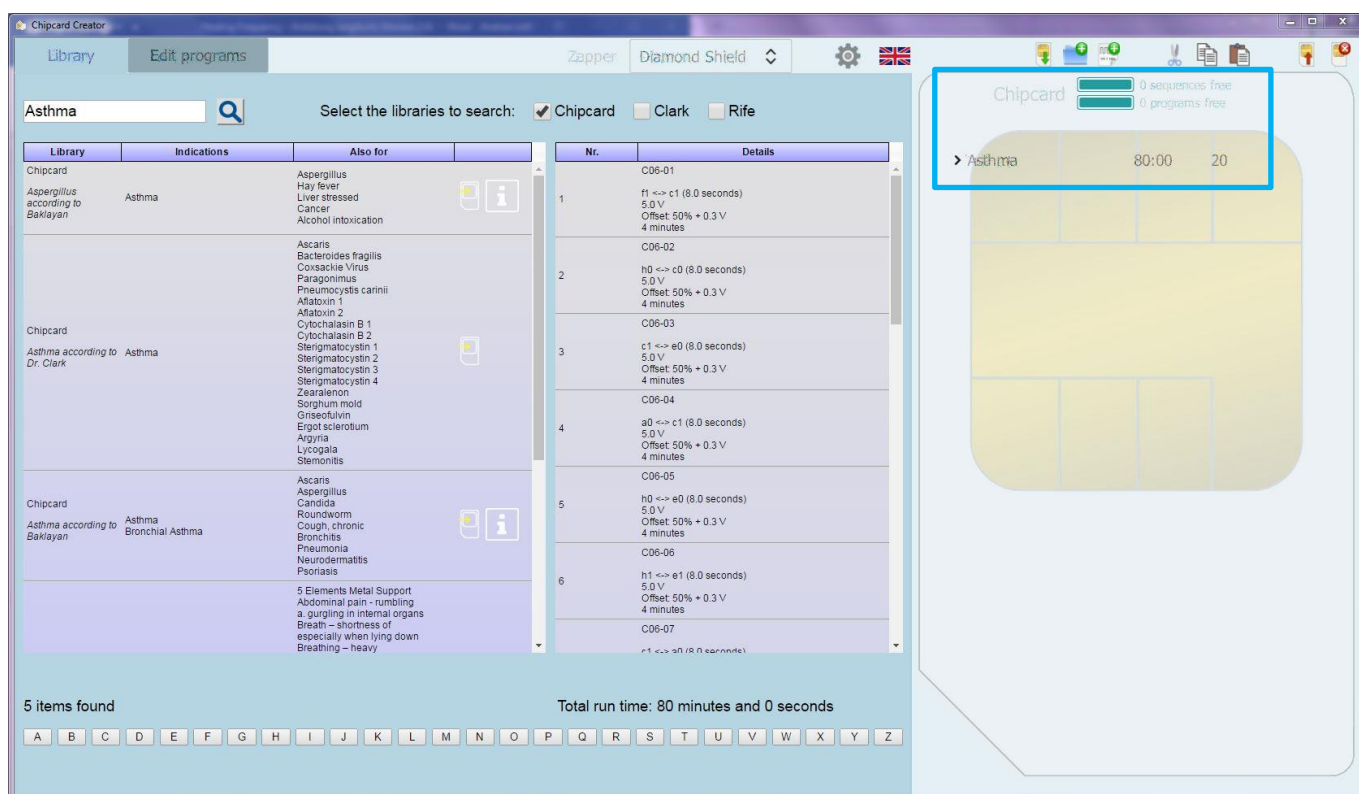 Chipcard Creator
Library Edit programs Zapper Diamond Shield
Asthma Select the libraries to search: Chipcard Clark Rife
Library Indications Also for
Chipcard
Aspergillus
according to
Baklayan
Asthma
Aspergillus
Hay fever
Liver stressed
Cancer
Alcohol intoxication
Chipcard
Asthma according to
Dr. Clark
Asthma
Ascaris
Bacteroides fragilis
Coxsackie Virus
Paragonimus
Pneumocystis carinii
Aflatoxin 1
Aflatoxin 2
Cytochalasin B 1
Cytochalasin B 2
Sterigmatocystin 1
Sterigmatocystin 2
Sterigmatocystin 3
Sterigmatocystin 4
Zearalenon
Sorghum mold
Griseofulvin
Ergot sclerotium
Argyria
Lycogala
Stemonitis
Chipcard
Asthma according to
Baklayan
Asthma
Bronchial Asthma
Ascaris
Aspergillus
Candida
Roundworm
Cough, chronic
Bronchitis
Pneumonia
Neurodermatitis
Psoriasis
5 Elements Metal Support
Abdominal pain - rumbling
a. gurgling in internal organs
Breath – shortness of
especially when lying down
Breathing – heavy
Nr. Details
1
C06-01
f1 <-> c1 (8.0 seconds)
5.0 V
Offset: 50% + 0.3 V
4 minutes
2
C06-02
h0 <-> c0 (8.0 seconds)
5.0 V
Offset: 50% + 0.3 V
4 minutes
3
C06-03
c1 <-> e0 (8.0 seconds)
5.0 V
Offset: 50% + 0.3 V
4 minutes
4
C06-04
a0 <-> c1 (8.0 seconds)
5.0 V
Offset: 50% + 0.3 V
4 minutes
5
C06-05
h0 <-> e0 (8.0 seconds)
5.0 V
Offset: 50% + 0.3 V
4 minutes
6
C06-06
h1 <-> e1 (8.0 seconds)
5.0 V
Offset: 50% + 0.3 V
4 minutes
C06-07
c1 <-> a0 (8.0 seconds)
5 items found
Total run time: 80 minutes and 0 seconds
A B C D E F G H I J K L M N O P Q R S T U V W X Y Z
Chipcard
0 sequences free
0 programs free
Asthma 80:00 20